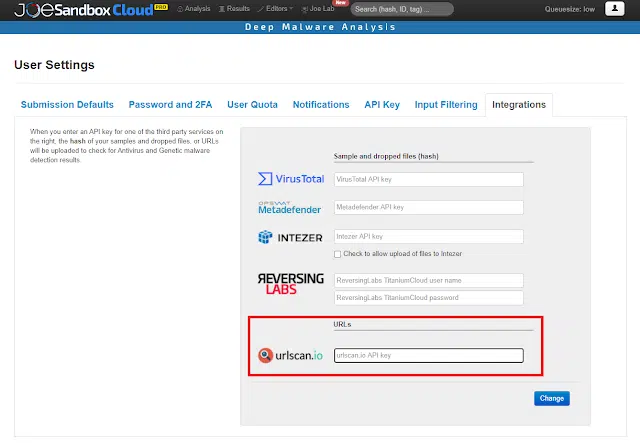 JOeSandbox Cloud PRO
Analysis
Results
Editors
Joe Lab
New
Search (hash, ID, tag) ...
Queuesize: low
Deep Malware Analysis
User Settings
Submission Defaults
Password and 2FA
User Quota
Notifications
API Key
Input Filtering
Integrations
When you enter an API key for one of the third party services on
the right, the hash of your samples and dropped files, or URLs
will be uploaded to check for Antivirus and Genetic malware
detection results.
Sample and dropped files (hash)
VirusTotal
VirusTotal API key
OPSWAT
Metadefender
Metadefender API key
INTEZER
Intezer API key
Check to allow upload of files to Intezer
REVERSING
LABS
ReversingLabs TitaniumCloud user name
ReversingLabs TitaniumCloud password
URLs
urlscan.io
urlscan.io API key
Change